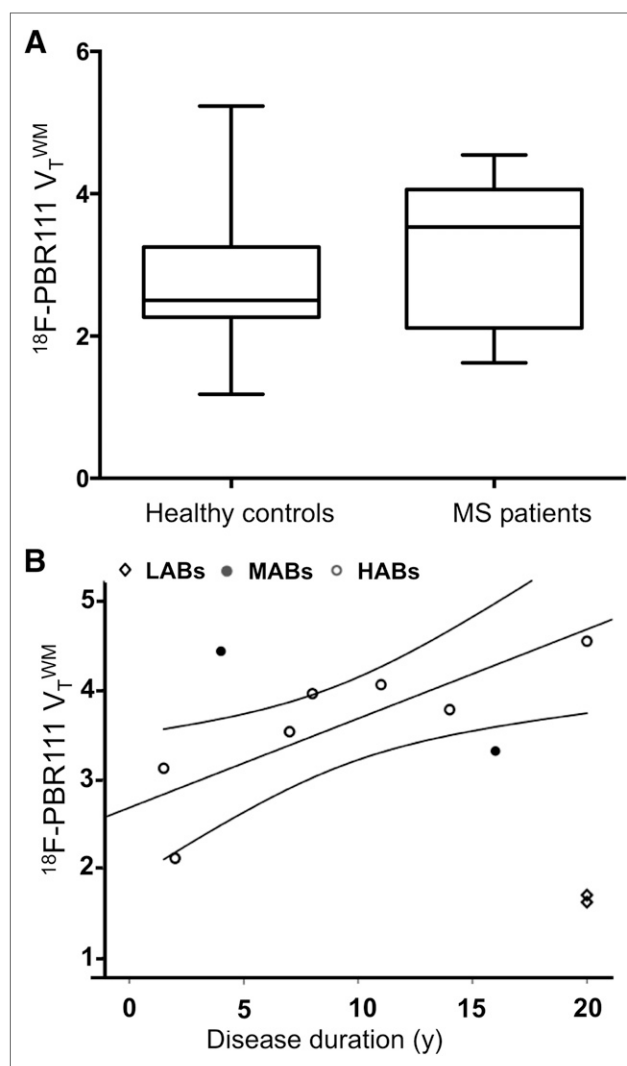 A
6
4
2
0
18F-PBR111 VTWM
Healthy controls
MS patients
B
LABs
MABs
HABs
5
4
3
2
1
18F-PBR111 VTWM
0
5
10
15
20
Disease duration (y)